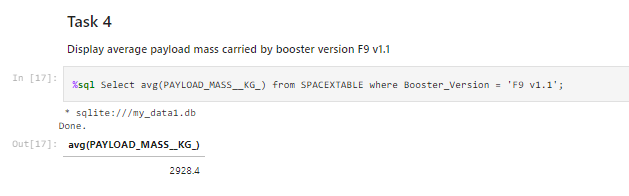 Task 4
Display average payload mass carried by booster version F9 v1.1
In [17]: %sql Select avg(PAYLOAD_MASS__KG_) from SPACEXTABLE where Booster_Version = 'F9 v1.1';
* sqlite:///my_data1.db
Done.
Out[17]: avg(PAYLOAD_MASS__KG_)
2928.4